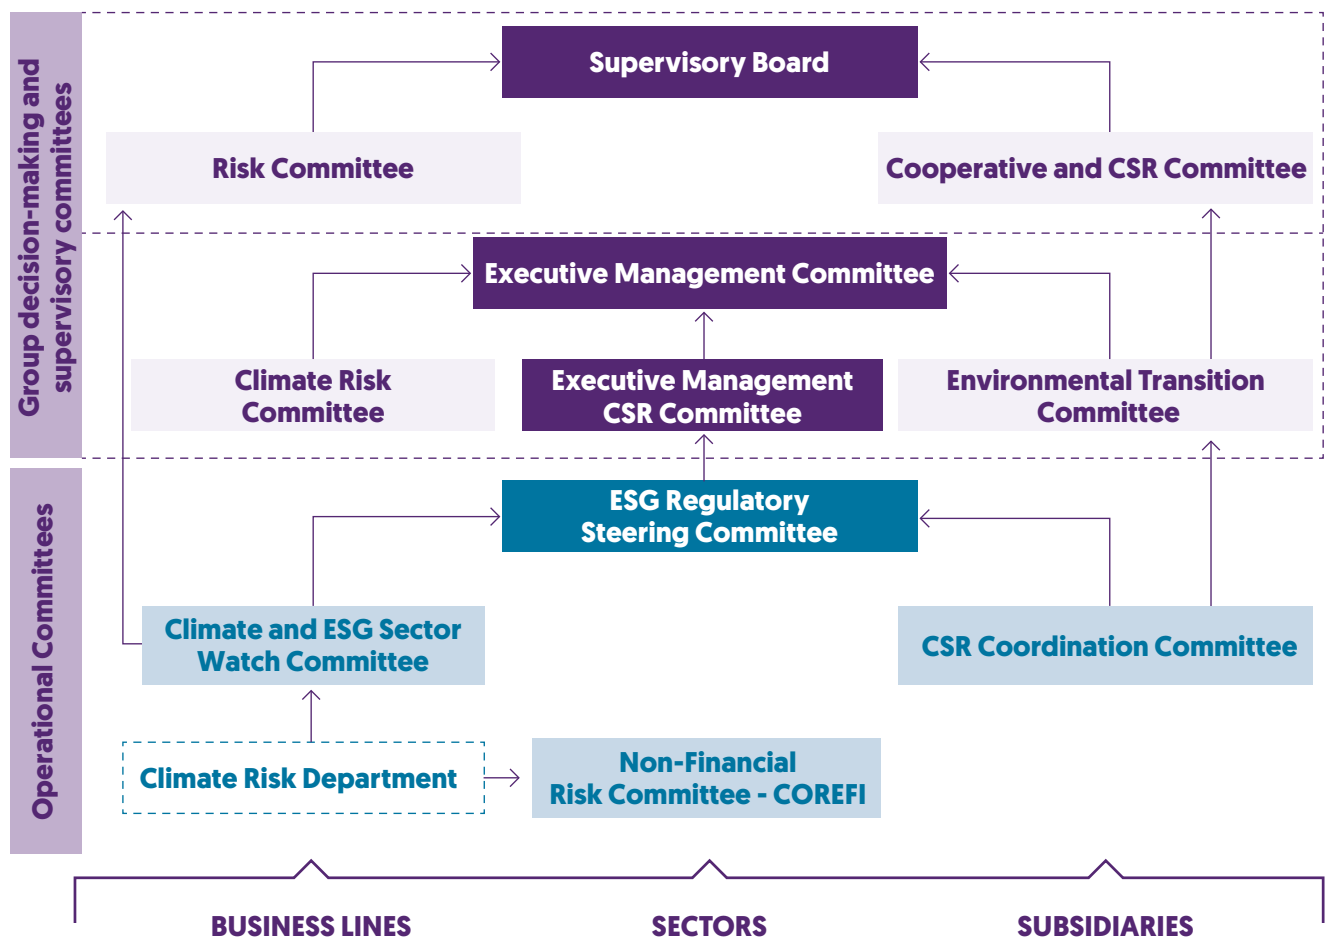 Group decision-making and
supervisory committees
Supervisory Board
Risk Committee
Cooperative and CSR Committee
Executive Management Committee
Climate Risk
Committee
Executive Management
CSR Committee
Environmental Transition
Committee
Operational Committees
ESG Regulatory
Steering Committee
Climate and ESG Sector
Watch Committee
CSR Coordination Committee
Climate Risk Department
Non-Financial
Risk Committee - COREFI
BUSINESS LINES
SECTORS
SUBSIDIARIES